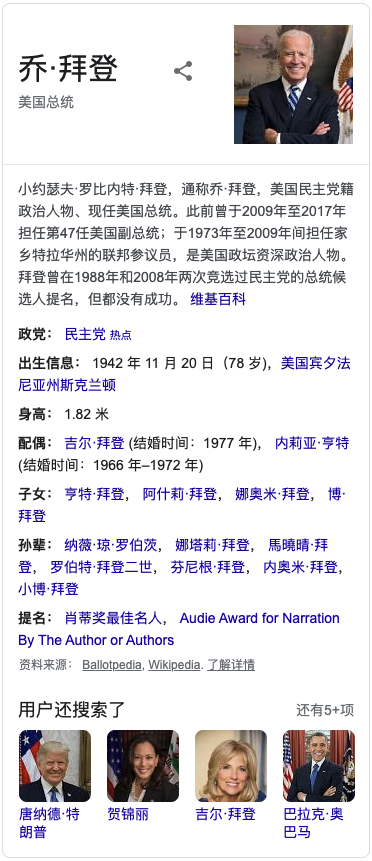 乔·拜登
美国总统
小约瑟夫·罗比内特·拜登，通称乔·拜登，美国民主党籍
政治人物、现任美国总统。此前曾于2009年至2017年
担任第47任美国副总统；于1973年至2009年间担任家
乡特拉华州的联邦参议员，是美国政坛资深政治人物。
拜登曾在1988年和2008年两次竞选过民主党的总统候
选人提名，但都没有成功。 维基百科
政党： 民主党 热点
出生信息： 1942 年 11 月 20 日（78 岁)，美国宾夕法
尼亚州斯克兰顿
身高： 1.82 米
配偶： 吉尔·拜登 (结婚时间：1977 年)， 内莉亚·亨特
(结婚时间：1966 年–1972 年)
子女： 亨特·拜登， 阿什莉·拜登， 娜奥米·拜登， 博·
拜登
孙辈： 纳薇·琼·罗伯茨， 娜塔莉·拜登， 馬曉晴·拜
登， 罗伯特·拜登二世， 芬尼根·拜登， 内奥米·拜登，
小博·拜登
提名： 肖蒂奖最佳名人， Audie Award for Narration
By The Author or Authors
资料来源： Ballotpedia, Wikipedia. 了解详情
用户还搜索了
还有5+项
唐纳德·特
朗普
贺锦丽
吉尔·拜登
巴拉克·奥
巴马